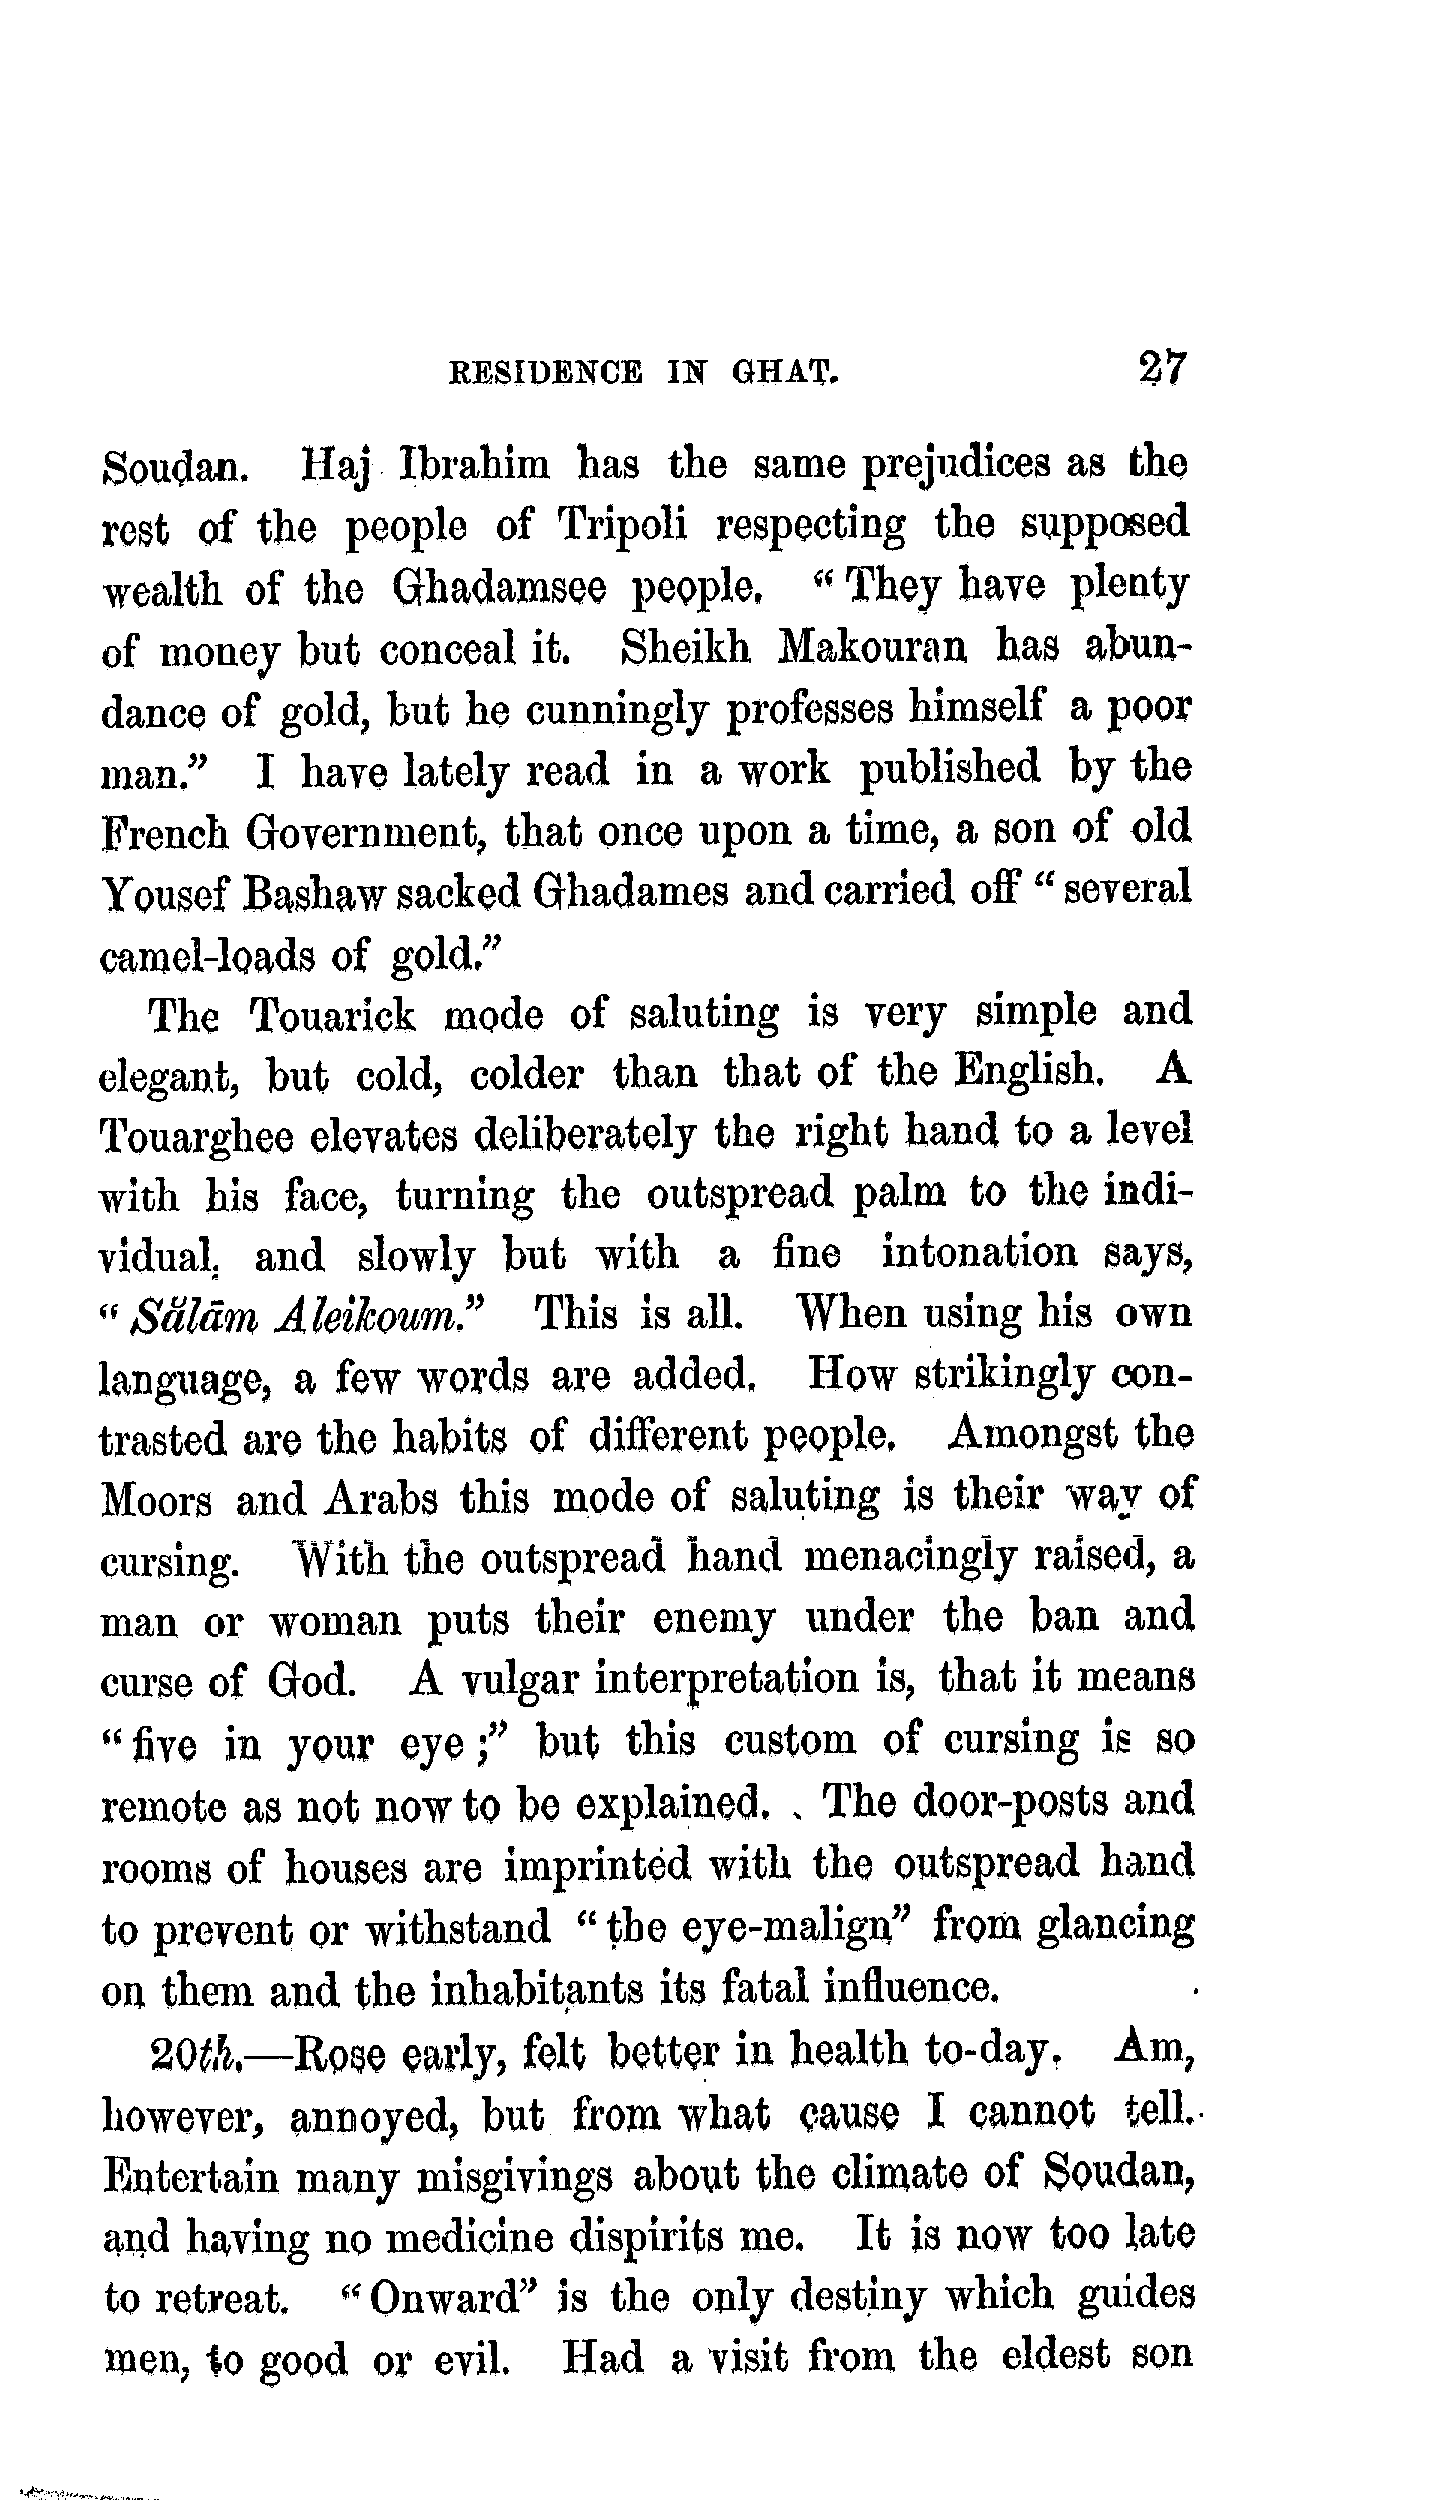 RESIDENCE IN GHAT. 27
Soudan. Haj Ibrahim has the same prejudices as the
rest of the people of Tripoli respecting the supposed
wealth of the Ghadamsee people. “They have plenty
of money but conceal it. Sheikh Makouran has abun-
dance of gold, but he cunningly professes himself a poor
man.” I have lately read in a work published by the
French Government, that once upon a time, a son of old
Yousef Bashaw sacked Ghadames and carried off “several
camel-loads of gold.”
The Touarick mode of saluting is very simple and
elegant, but cold, colder than that of the English. A
Touarghee elevates deliberately the right hand to a level
with his face, turning the outspread palm to the indi-
vidual, and slowly but with a fine intonation says,
“Sălām Aleikoum.” This is all. When using his own
language, a few words are added. How strikingly con-
trasted are the habits of different people. Amongst the
Moors and Arabs this mode of saluting is their way of
cursing. With the outspread hand menacingly raised, a
man or woman puts their enemy under the ban and
curse of God. A vulgar interpretation is, that it means
“five in your eye;” but this custom of cursing is so
remote as not now to be explained. The door-posts and
rooms of houses are imprinted with the outspread hand
to prevent or withstand “the eye-malign” from glancing
on them and the inhabitants its fatal influence.
20th.—Rose early, felt better in health to-day. Am,
however, annoyed, but from what cause I cannot tell.
Entertain many misgivings about the climate of Soudan,
and having no medicine dispirits me. It is now too late
to retreat. “Onward” is the only destiny which guides
men, to good or evil. Had a visit from the eldest son